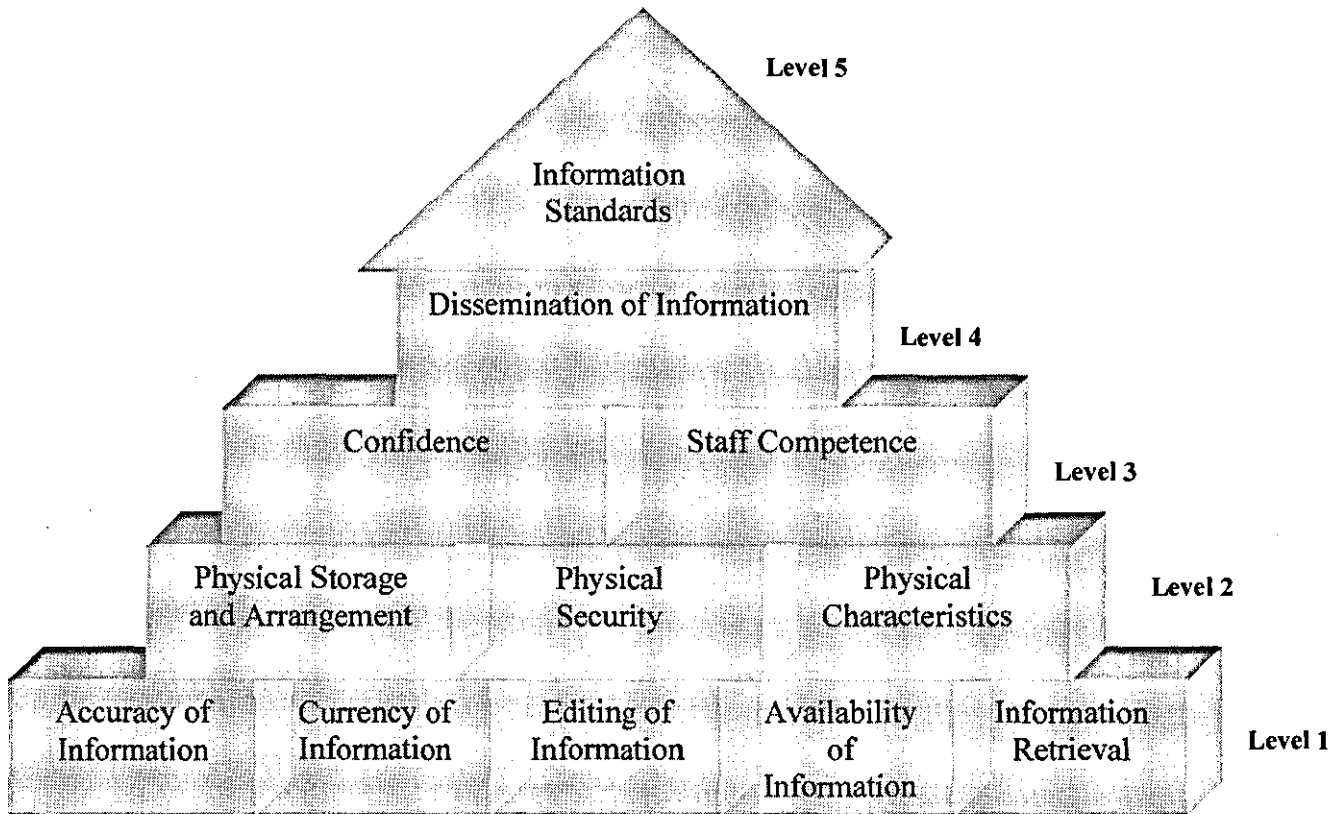 Level 5
Information
Standards
Dissemination of Information
Level 4
Confidence
Staff Competence
Level 3
Physical Storage
and Arrangement
Physical
Security
Physical
Characteristics
Level 2
Accuracy of
Information
Currency of
Information
Editing of
Information
Availability
of
Information
Information
Retrieval
Level 1